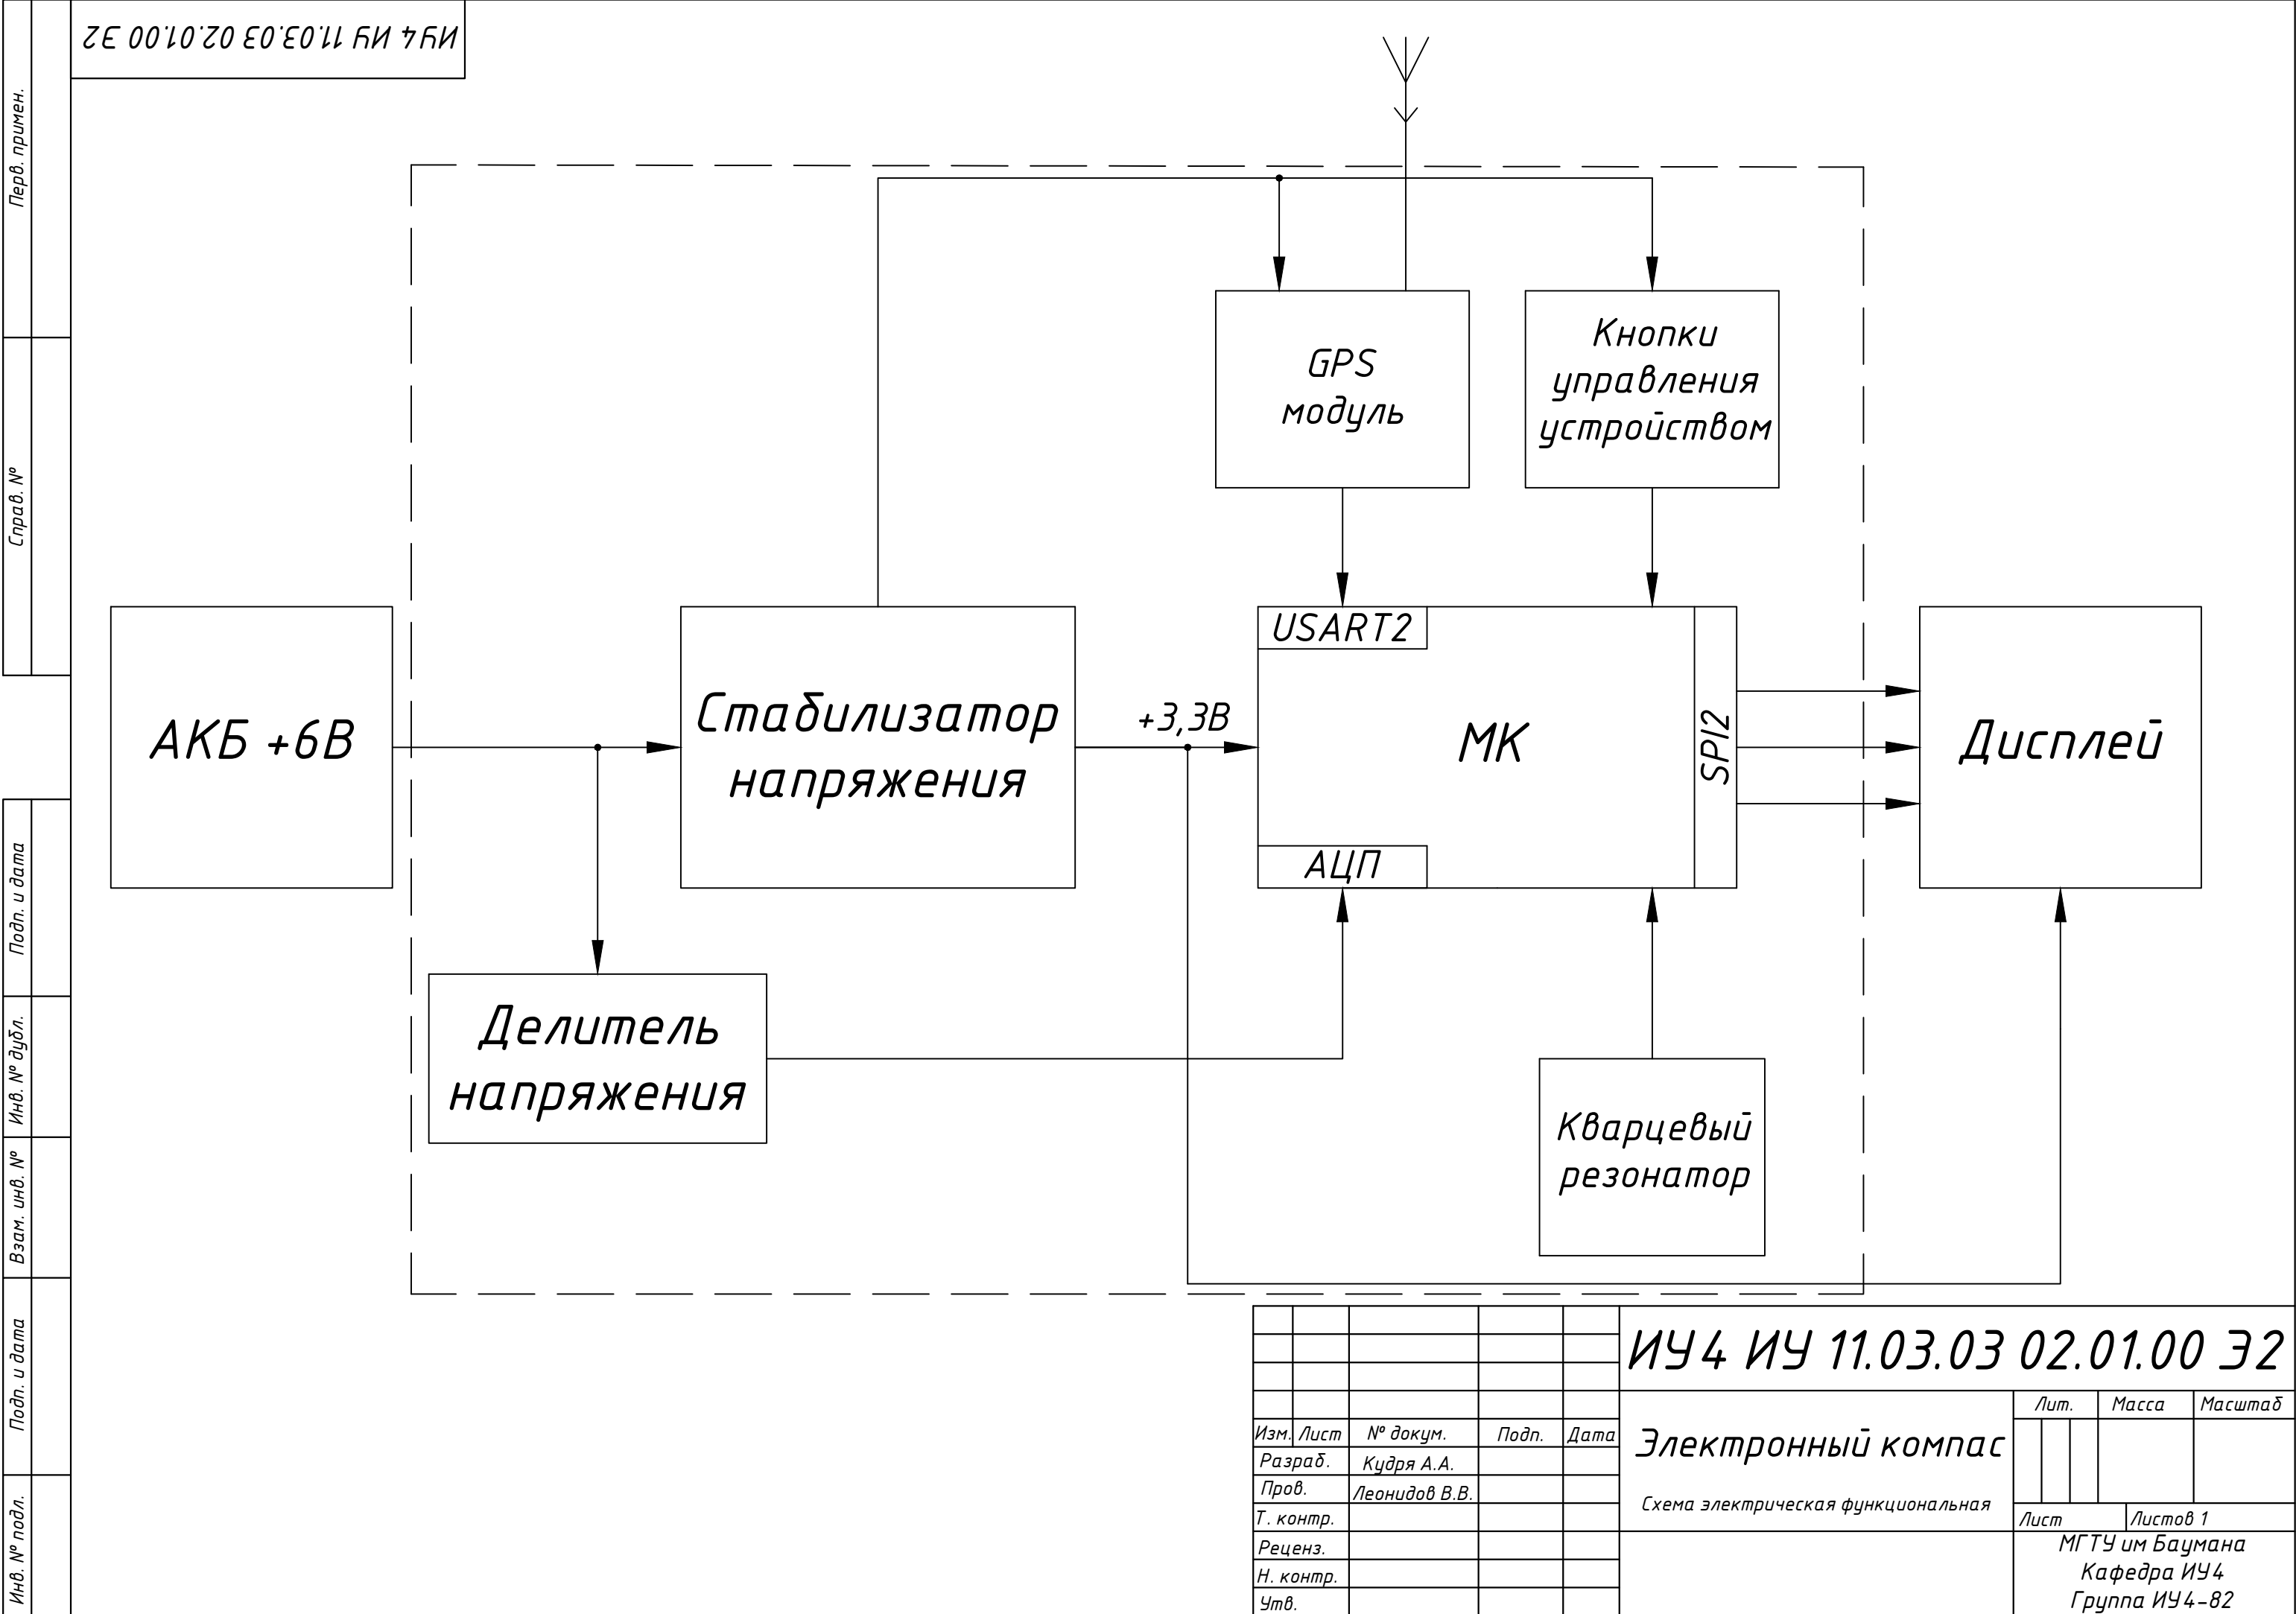 ИУ4 ИУ 11.03.03 02.01.00 Э2
Перв. примен.
Справ. №
Подп. и дата
Инв. № дубл.
Взам. инв. №
Подп. и дата
Инв. № подл.
GPS
модуль
Кнопки
управления
устройством
АКБ +6В
Стабилизатор
напряжения
+3,3В
USART2
МК
АЦП
SPI2
Дисплей
Делитель
напряжения
Кварцевый
резонатор
ИУ4 ИУ 11.03.03 02.01.00 Э2
Изм. Лист № докум. Подп. Дата
Разраб. Кудря А.А.
Пров. Леонидов В.В.
Т. контр.
Реценз.
Н. контр.
Утв.
Электронный компас
Схема электрическая функциональная
Лит. Масса Масштаб
Лист Листов 1
МГТУ им Баумана
Кафедра ИУ4
Группа ИУ4-82